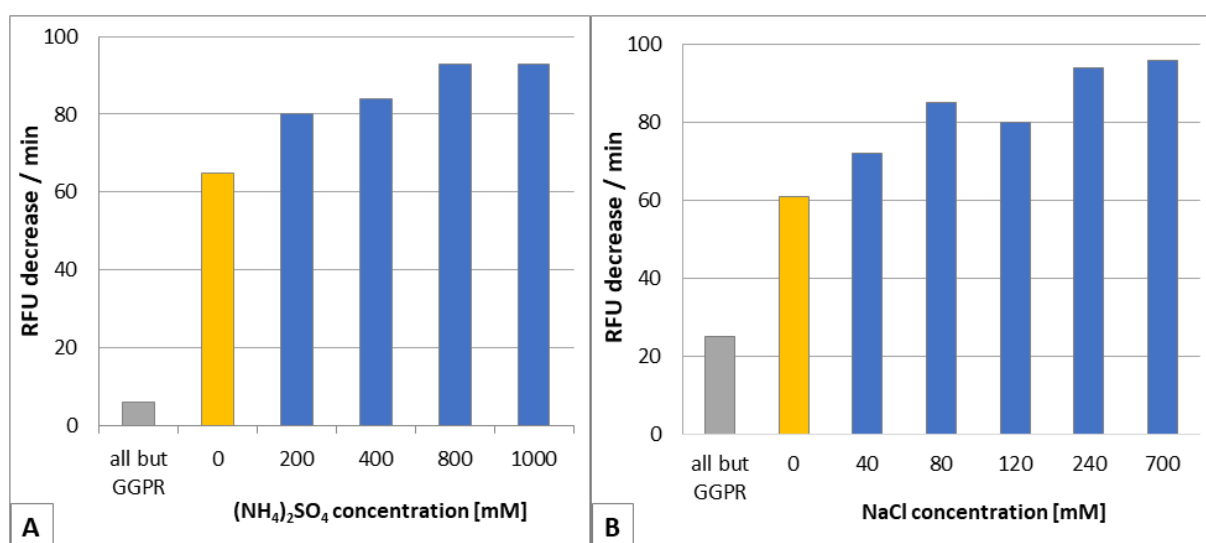 RFU decrease / min
100
80
60
40
20
0
all but GGPR
0
200
400
800
1000
(NH₄)₂SO₄ concentration [mM]
A
RFU decrease / min
100
80
60
40
20
0
all but GGPR
0
40
80
120
240
700
NaCl concentration [mM]
B